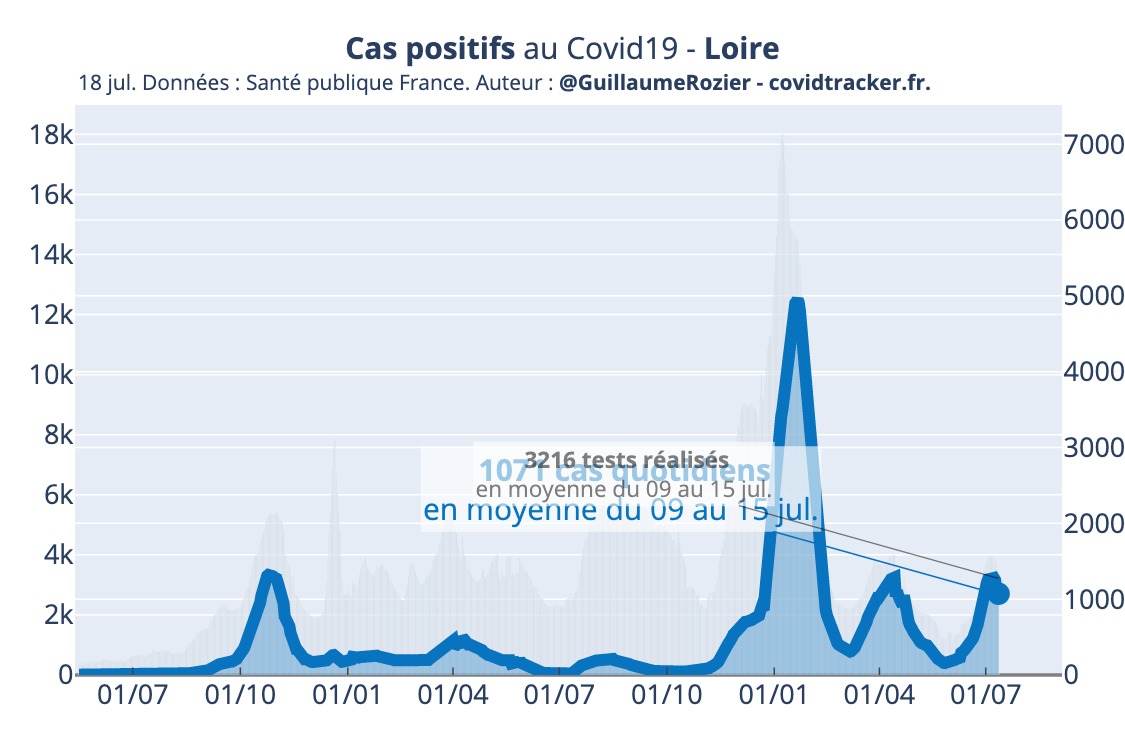 Cas positifs au Covid19 - Loire
18 jul. Données : Santé publique France. Auteur : @GuillaumeRozier - covidtracker.fr.
18k
16k
14k
12k
10k
8k
6k
4k
2k
0
7000
6000
5000
4000
3000
2000
1000
0
3216 tests réalisés
en moyenne du 09 au 15 jul.
1071 cas quotidiens
en moyenne du 09 au 15 jul.
01/07 01/10 01/01 01/04 01/07 01/10 01/01 01/04 01/07